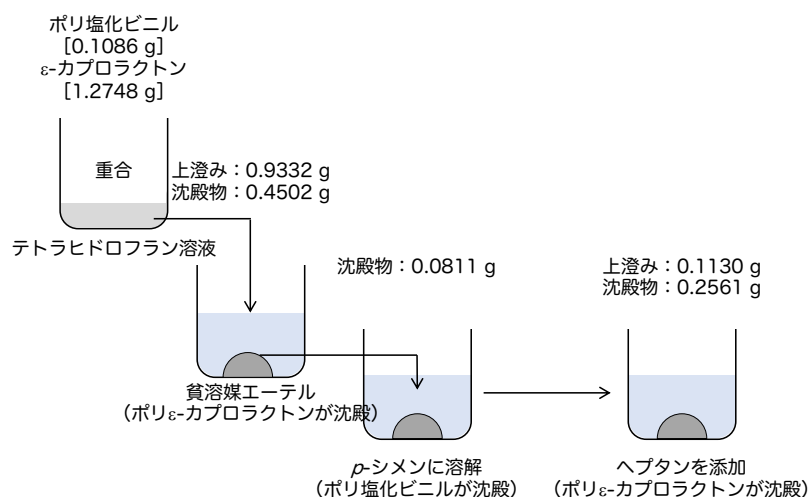 ポリ塩化ビニル
[0.1086 g]
ε-カプロラクトン
[1.2748 g]
重合
上澄み：0.9332 g
沈殿物：0.4502 g
テトラヒドロフラン溶液
沈殿物：0.0811 g
上澄み：0.1130 g
沈殿物：0.2561 g
貧溶媒エーテル
（ポリε-カプロラクトンが沈殿）
p-シメンに溶解
（ポリ塩化ビニルが沈殿）
ヘプタンを添加
（ポリε-カプロラクトンが沈殿）